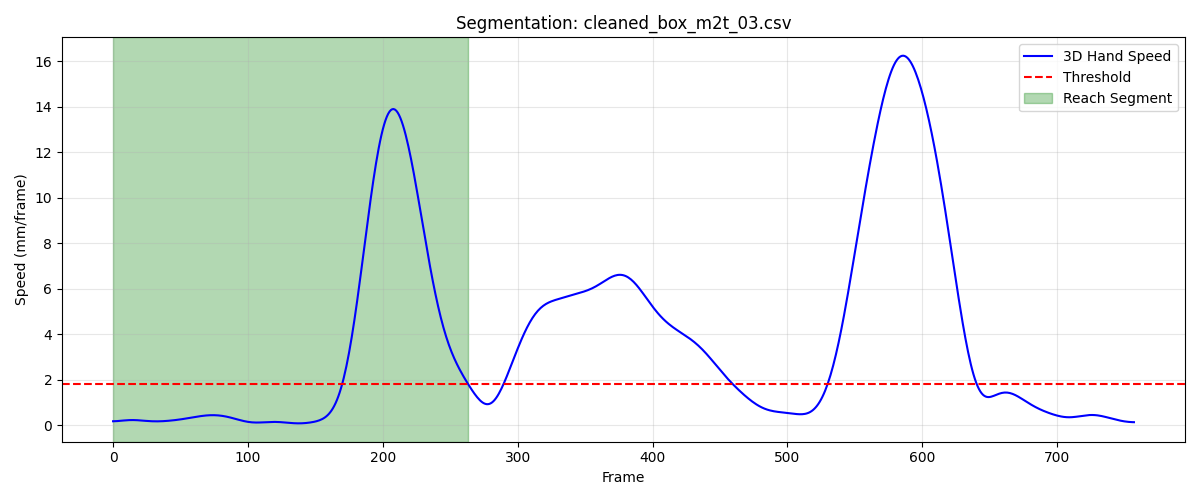 Segmentation: cleaned_box_m2t_03.csv
3D Hand Speed
Threshold
Reach Segment
Speed (mm/frame)
16
14
12
10
8
6
4
2
0
0 100 200 300 400 500 600 700
Frame